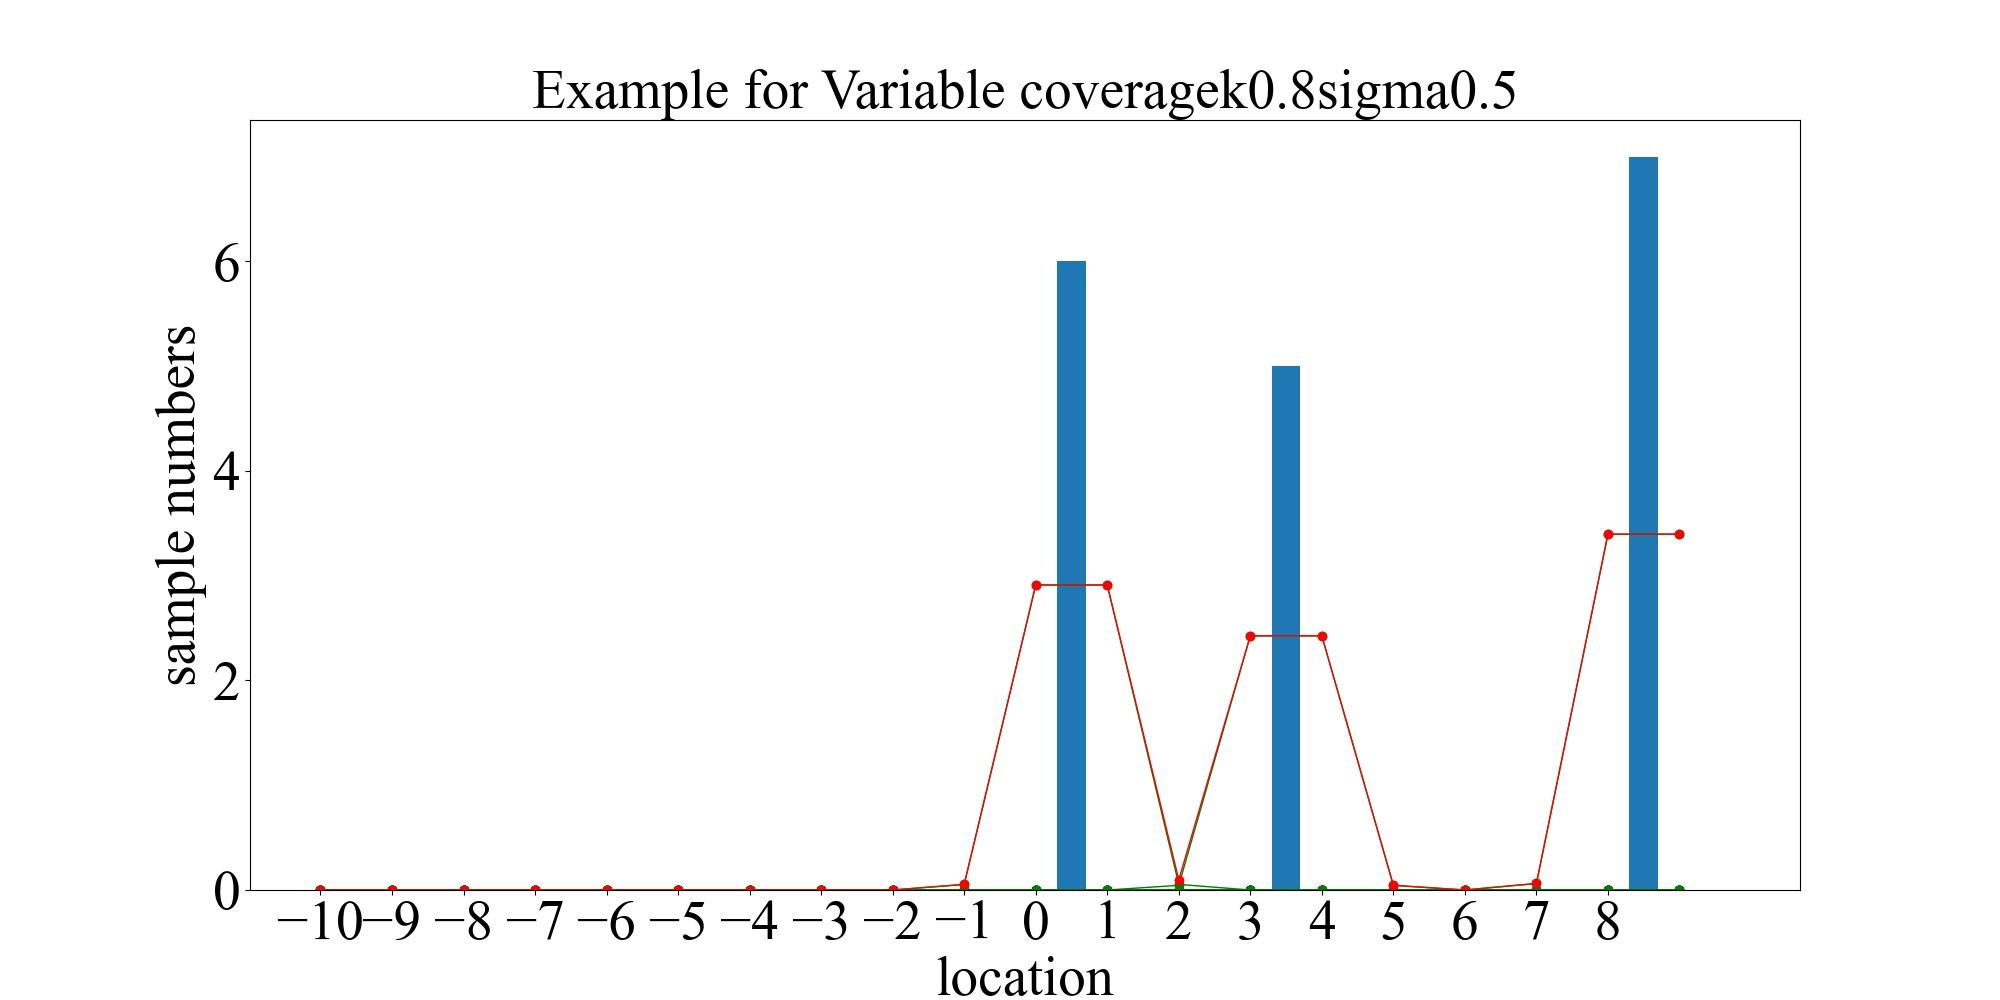 Example for Variable coveragek0.8sigma0.5
6
4
2
0
sample numbers
−10 −9 −8 −7 −6 −5 −4 −3 −2 −1 0 1 2 3 4 5 6 7 8
location